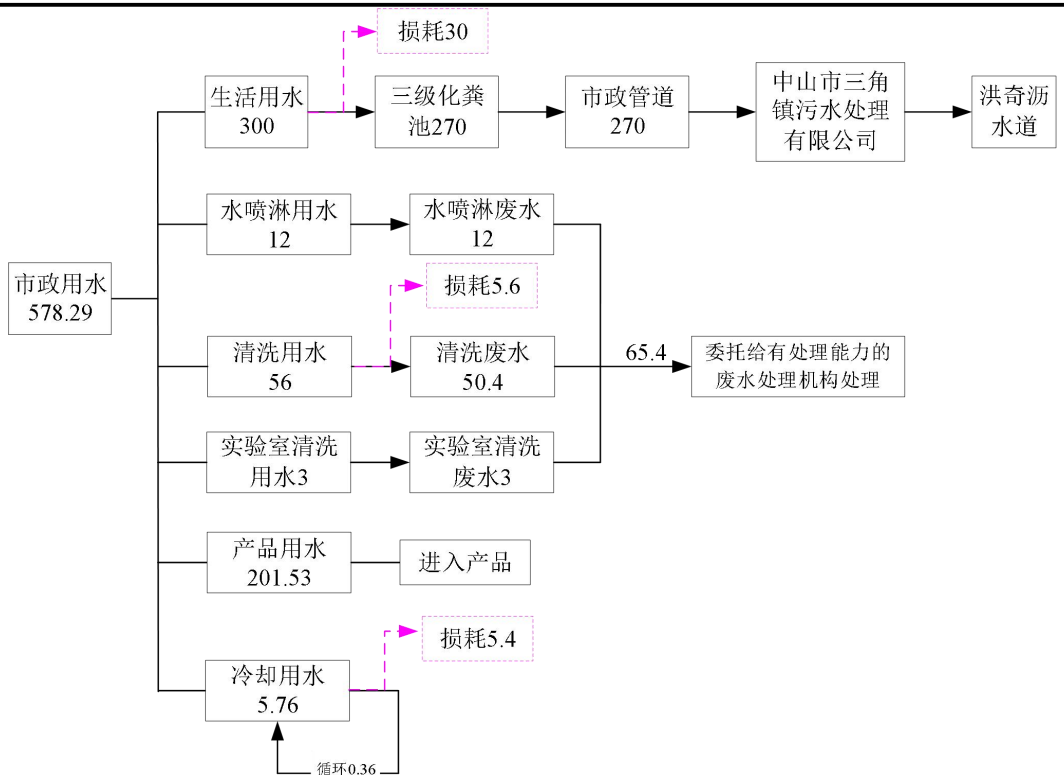 损耗30
生活用水
300
三级化粪
池270
市政管道
270
中山市三角
镇污水处理
有限公司
洪奇沥
水道
水喷淋用水
12
水喷淋废水
12
市政用水
578.29
损耗5.6
清洗用水
56
清洗废水
50.4
65.4
委托给有处理能力的
废水处理机构处理
实验室清洗
用水3
实验室清洗
废水3
产品用水
201.53
进入产品
损耗5.4
冷却用水
5.76
循环0.36